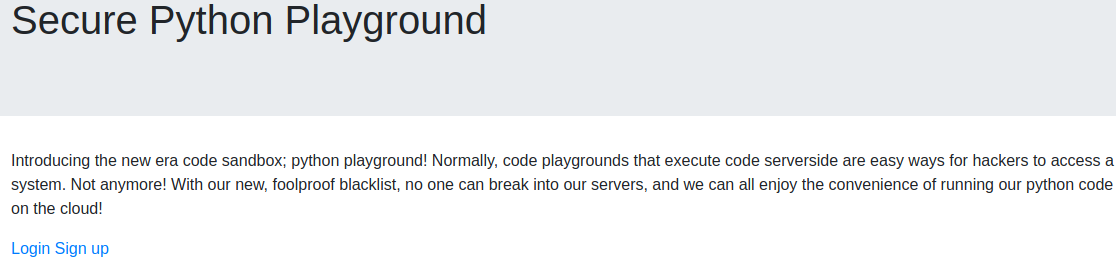 Secure Python Playground
Introducing the new era code sandbox; python playground! Normally, code playgrounds that execute code serverside are easy ways for hackers to access a
system. Not anymore! With our new, foolproof blacklist, no one can break into our servers, and we can all enjoy the convenience of running our python code
on the cloud!
Login Sign up